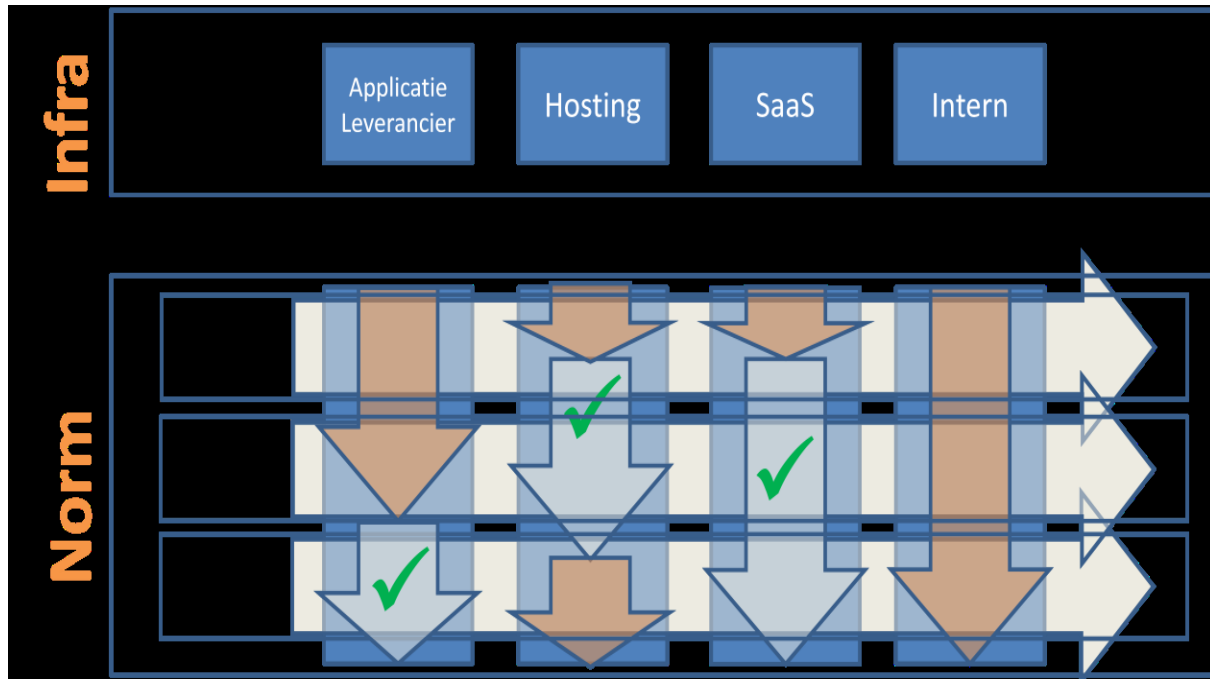 Infra
Applicatie
Leverancier
Hosting
SaaS
Intern
Norm